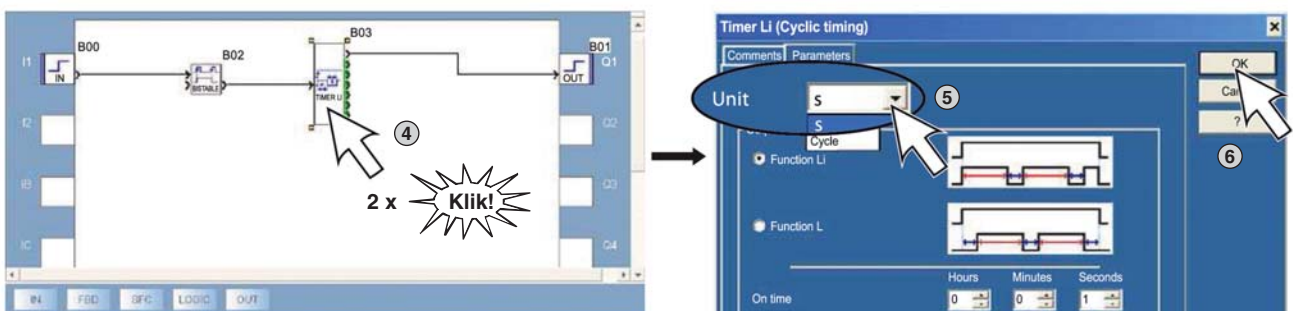 B00
B02
B03
B01
I1
IN
BISTABLE
TIMER LI
OUT
Q1
I2
Q2
4
2 x Klik!
IB
Q3
IC
Q4
IN FBD SFC LOGIC OUT
Timer Li (Cyclic timing)
Comments Parameters
OK
Unit S 5
S
Cycle
?
6
Function Li
Function L
Hours Minutes Seconds
On time 0 0 1